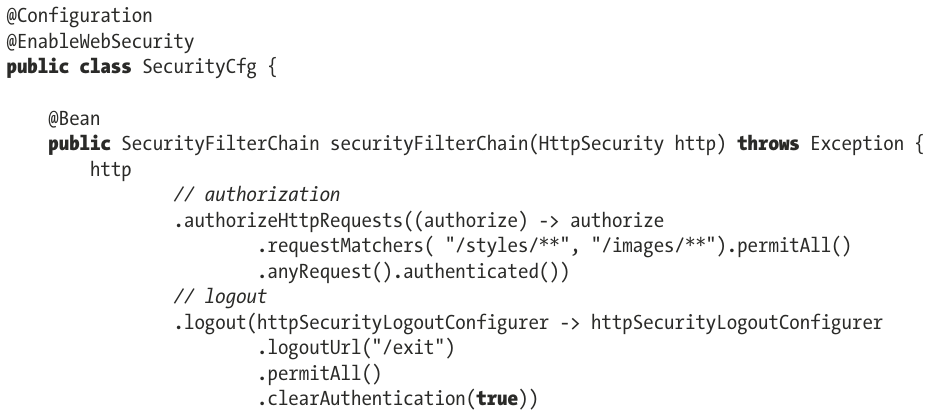 @Configuration
@EnableWebSecurity
public class SecurityCfg {
@Bean
public SecurityFilterChain securityFilterChain(HttpSecurity http) throws Exception {
http
// authorization
.authorizeHttpRequests((authorize) -> authorize
.requestMatchers( "/styles/**", "/images/**").permitAll()
.anyRequest().authenticated())
// logout
.logout(httpSecurityLogoutConfigurer -> httpSecurityLogoutConfigurer
.logoutUrl("/exit")
.permitAll()
.clearAuthentication(true))